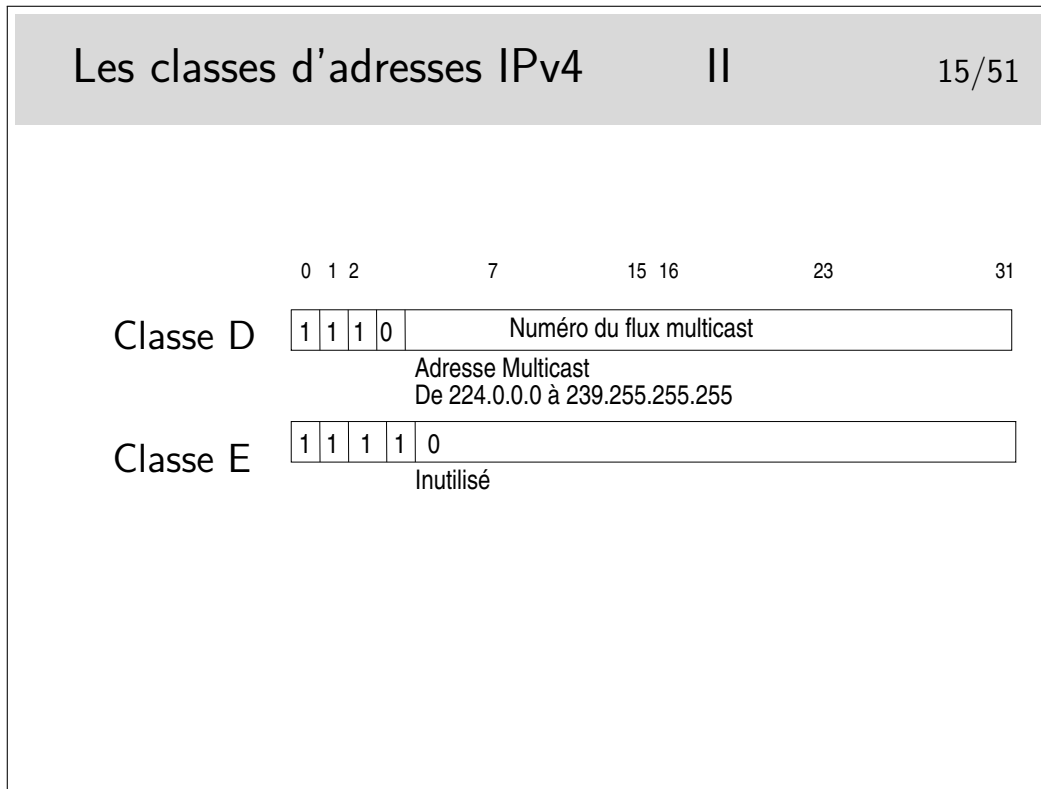 Les classes d'adresses IPv4 II 15/51
0 1 2 7 15 16 23 31
Classe D 1 1 1 0 Numéro du flux multicast
Adresse Multicast
De 224.0.0.0 à 239.255.255.255
Classe E 1 1 1 1 0
Inutilisé